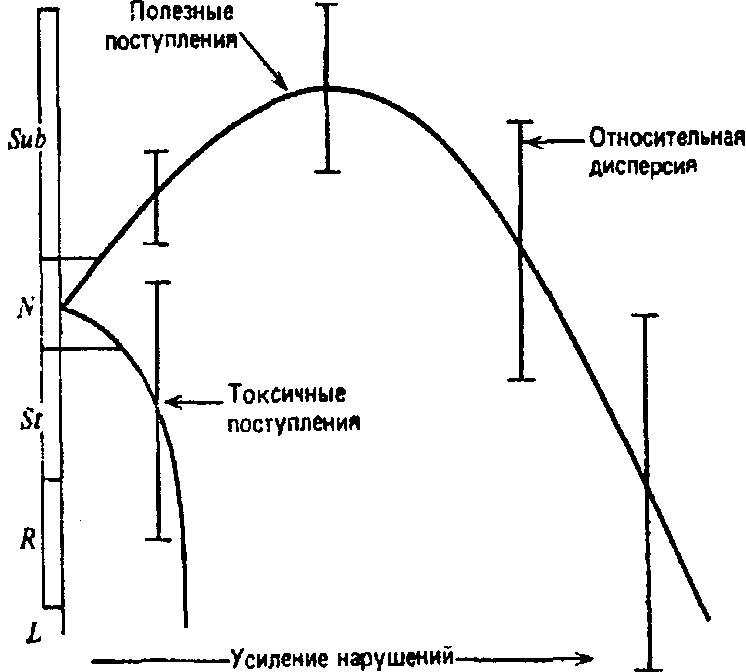 Полезные
поступления
Sub
Относительная
дисперсия
N
Токсичные
поступления
St
R
L
Усиление нарушений